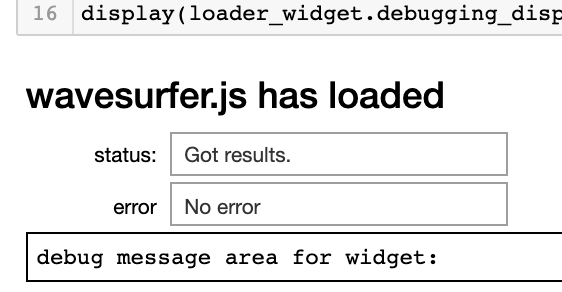 16 display(loader_widget.debugging_disp
wavesurfer.js has loaded
status: Got results.
error No error
debug message area for widget: